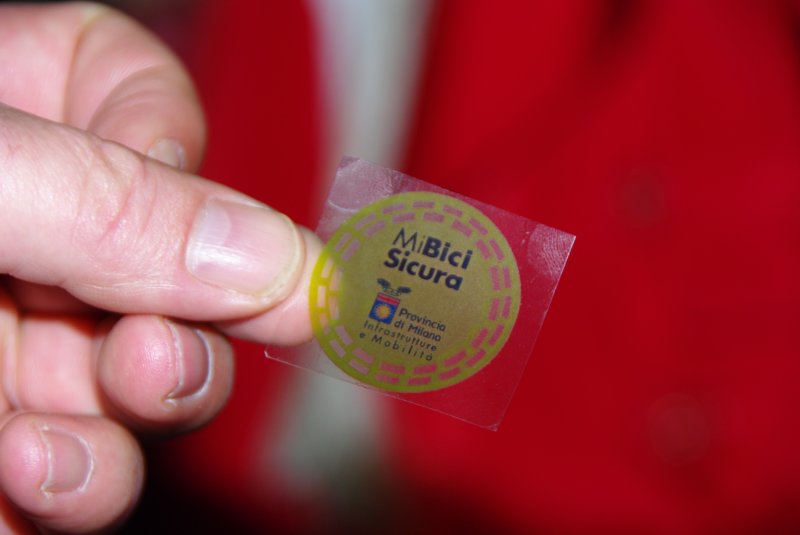 MiBici
Sicura
Provincia
di Milano
Infrastrutture
e Mobilità